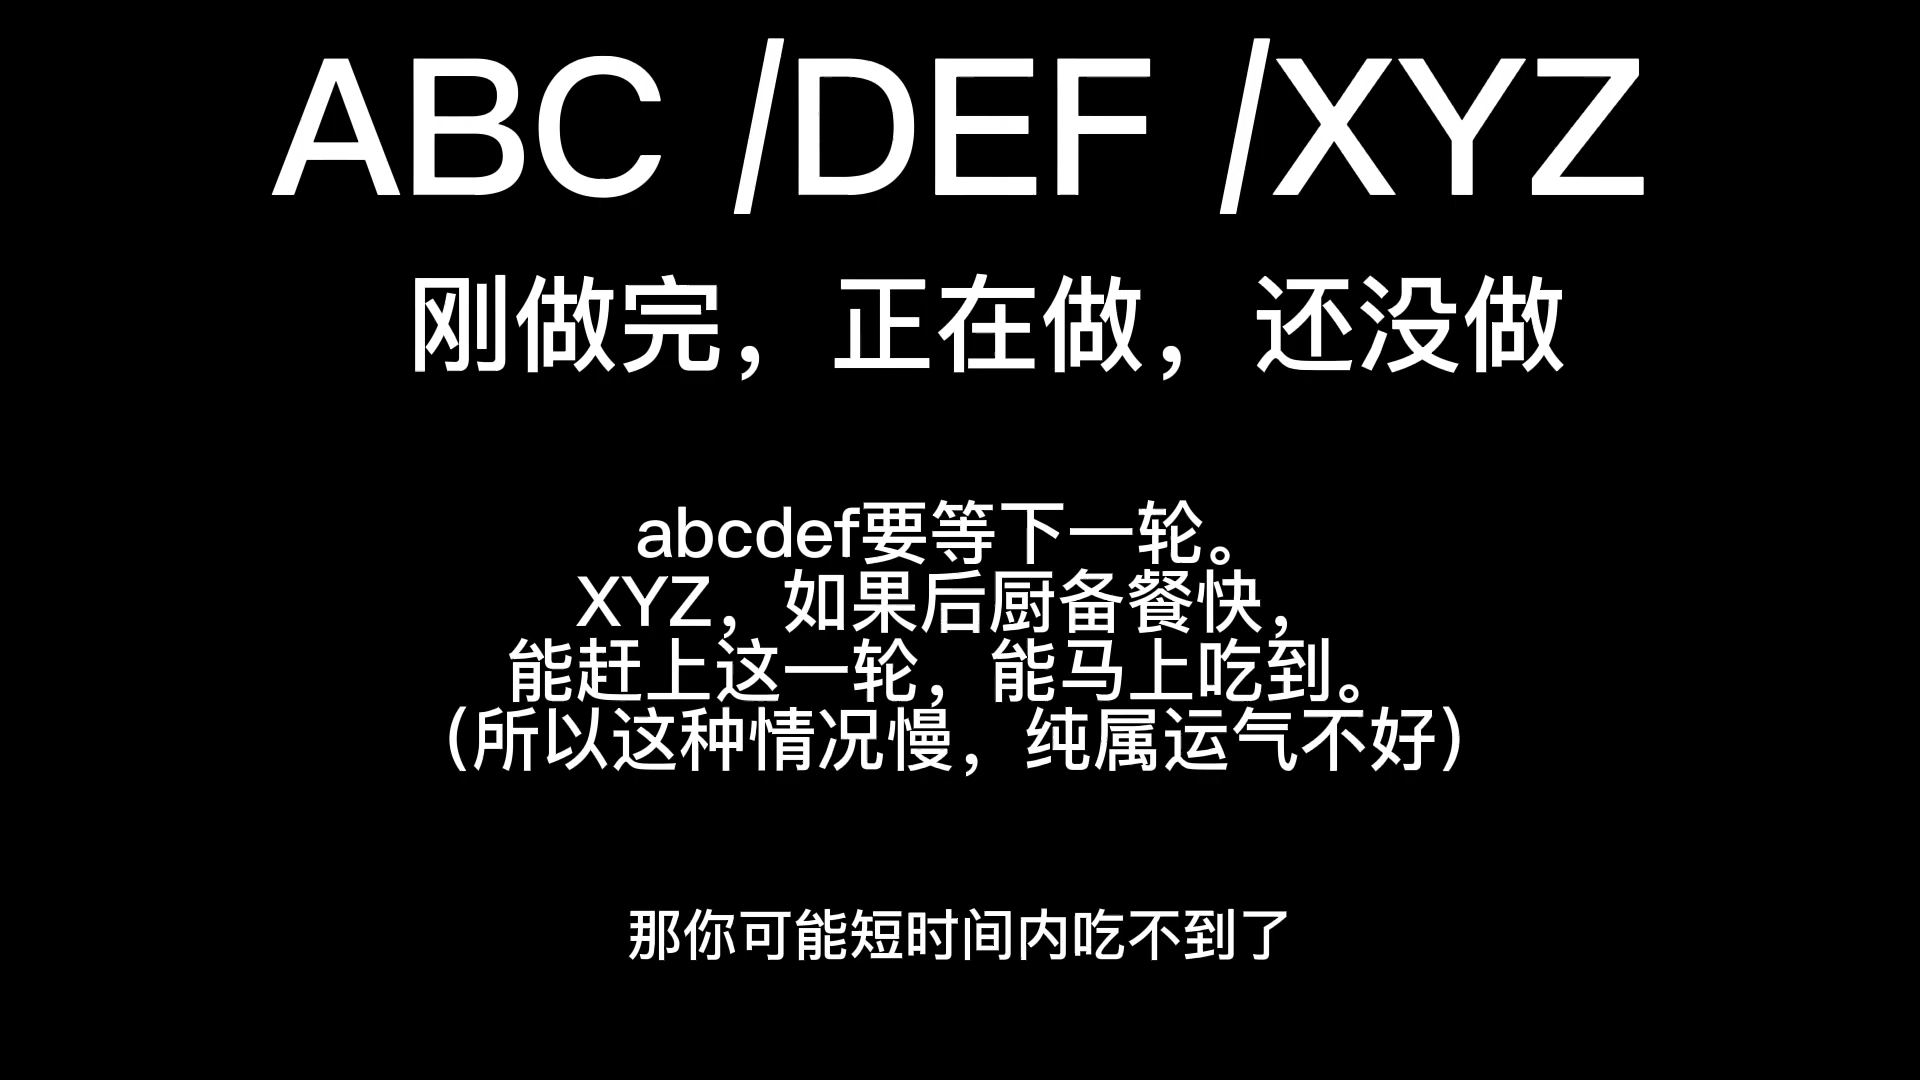 ABC /DEF /XYZ
刚做完，正在做，还没做
abcdef要等下一轮。
XYZ，如果后厨备餐快，
能赶上这一轮，能马上吃到。
（所以这种情况慢，纯属运气不好）
那你可能短时间内吃不到了